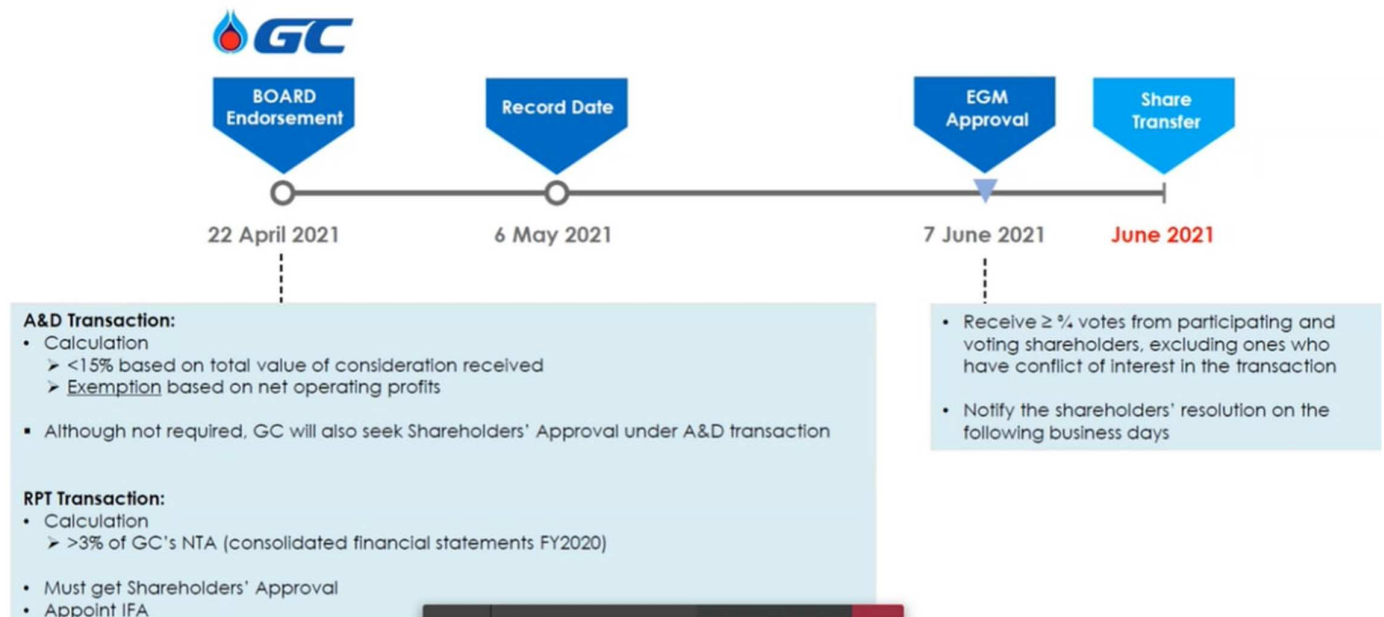 GC
BOARD
Endorsement
Record Date
EGM
Approval
Share
Transfer
22 April 2021
6 May 2021
7 June 2021
June 2021
A&D Transaction:
• Calculation
➢ <15% based on total value of consideration received
➢ Exemption based on net operating profits
▪ Although not required, GC will also seek Shareholders' Approval under A&D transaction
RPT Transaction:
• Calculation
➢ >3% of GC's NTA (consolidated financial statements FY2020)
• Must get Shareholders' Approval
• Appoint IFA
• Receive ≥ ¾ votes from participating and
voting shareholders, excluding ones who
have conflict of interest in the transaction
• Notify the shareholders' resolution on the
following business days